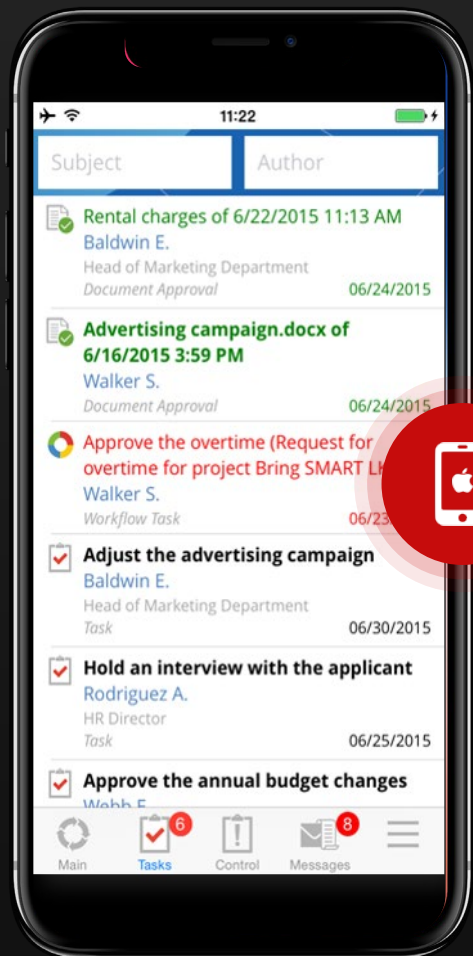 11:22
Subject
Author
Rental charges of 6/22/2015 11:13 AM
Baldwin E.
Head of Marketing Department
Document Approval 06/24/2015
Advertising campaign.docx of
6/16/2015 3:59 PM
Walker S.
Document Approval 06/24/2015
Approve the overtime (Request for
overtime for project Bring SMART
Walker S.
Workflow Task 06/23
Adjust the advertising campaign
Baldwin E.
Head of Marketing Department
Task 06/30/2015
Hold an interview with the applicant
Rodriguez A.
HR Director
Task 06/25/2015
Approve the annual budget changes
6
8
Main Tasks Control Messages